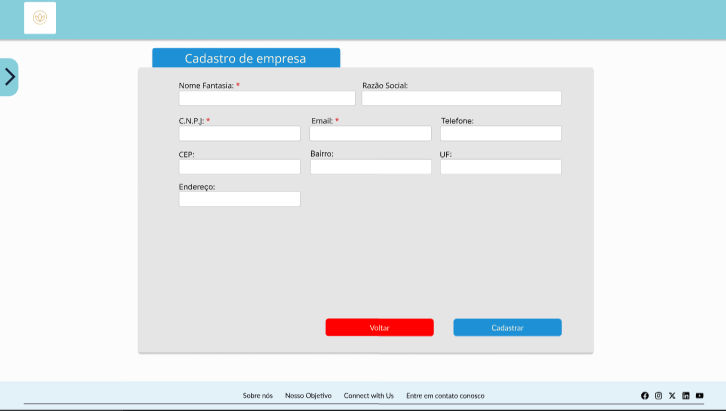 Cadastro de empresa
Nome Fantasia: *
Razão Social:
C.N.P.J: *
Email: *
Telefone:
CEP:
Bairro:
UF:
Endereço:
Voltar
Cadastrar
Sobre nós
Nosso Objetivo
Connect with Us
Entre em contato conosco